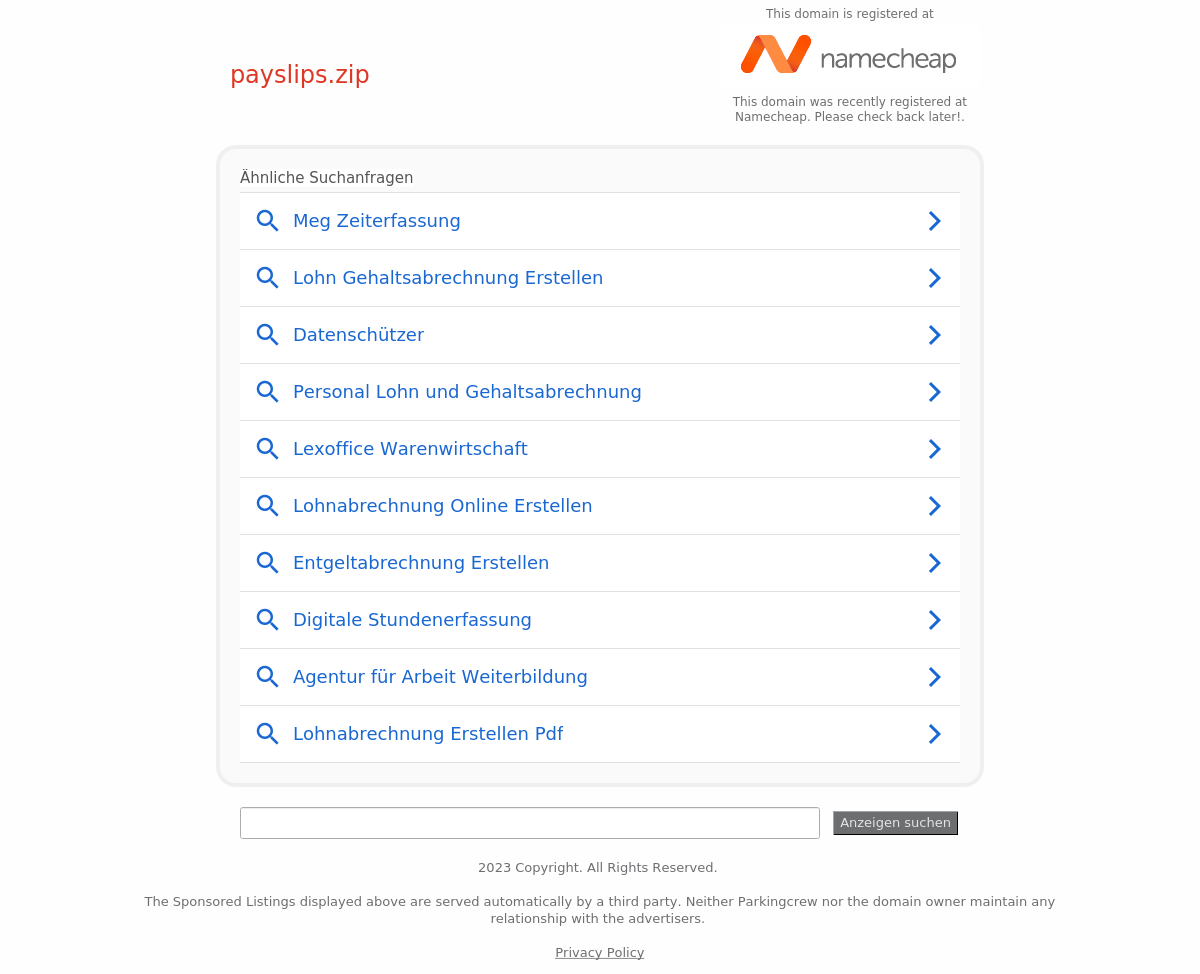 This domain is registered at
namecheap
payslips.zip
This domain was recently registered at
Namecheap. Please check back later!.
Ähnliche Suchanfragen
Meg Zeiterfassung
Lohn Gehaltsabrechnung Erstellen
Datenschützer
Personal Lohn und Gehaltsabrechnung
Lexoffice Warenwirtschaft
Lohnabrechnung Online Erstellen
Entgeltabrechnung Erstellen
Digitale Stundenerfassung
Agentur für Arbeit Weiterbildung
Lohnabrechnung Erstellen Pdf
Anzeigen suchen
2023 Copyright. All Rights Reserved.
The Sponsored Listings displayed above are served automatically by a third party. Neither Parkingcrew nor the domain owner maintain any
relationship with the advertisers.
Privacy Policy